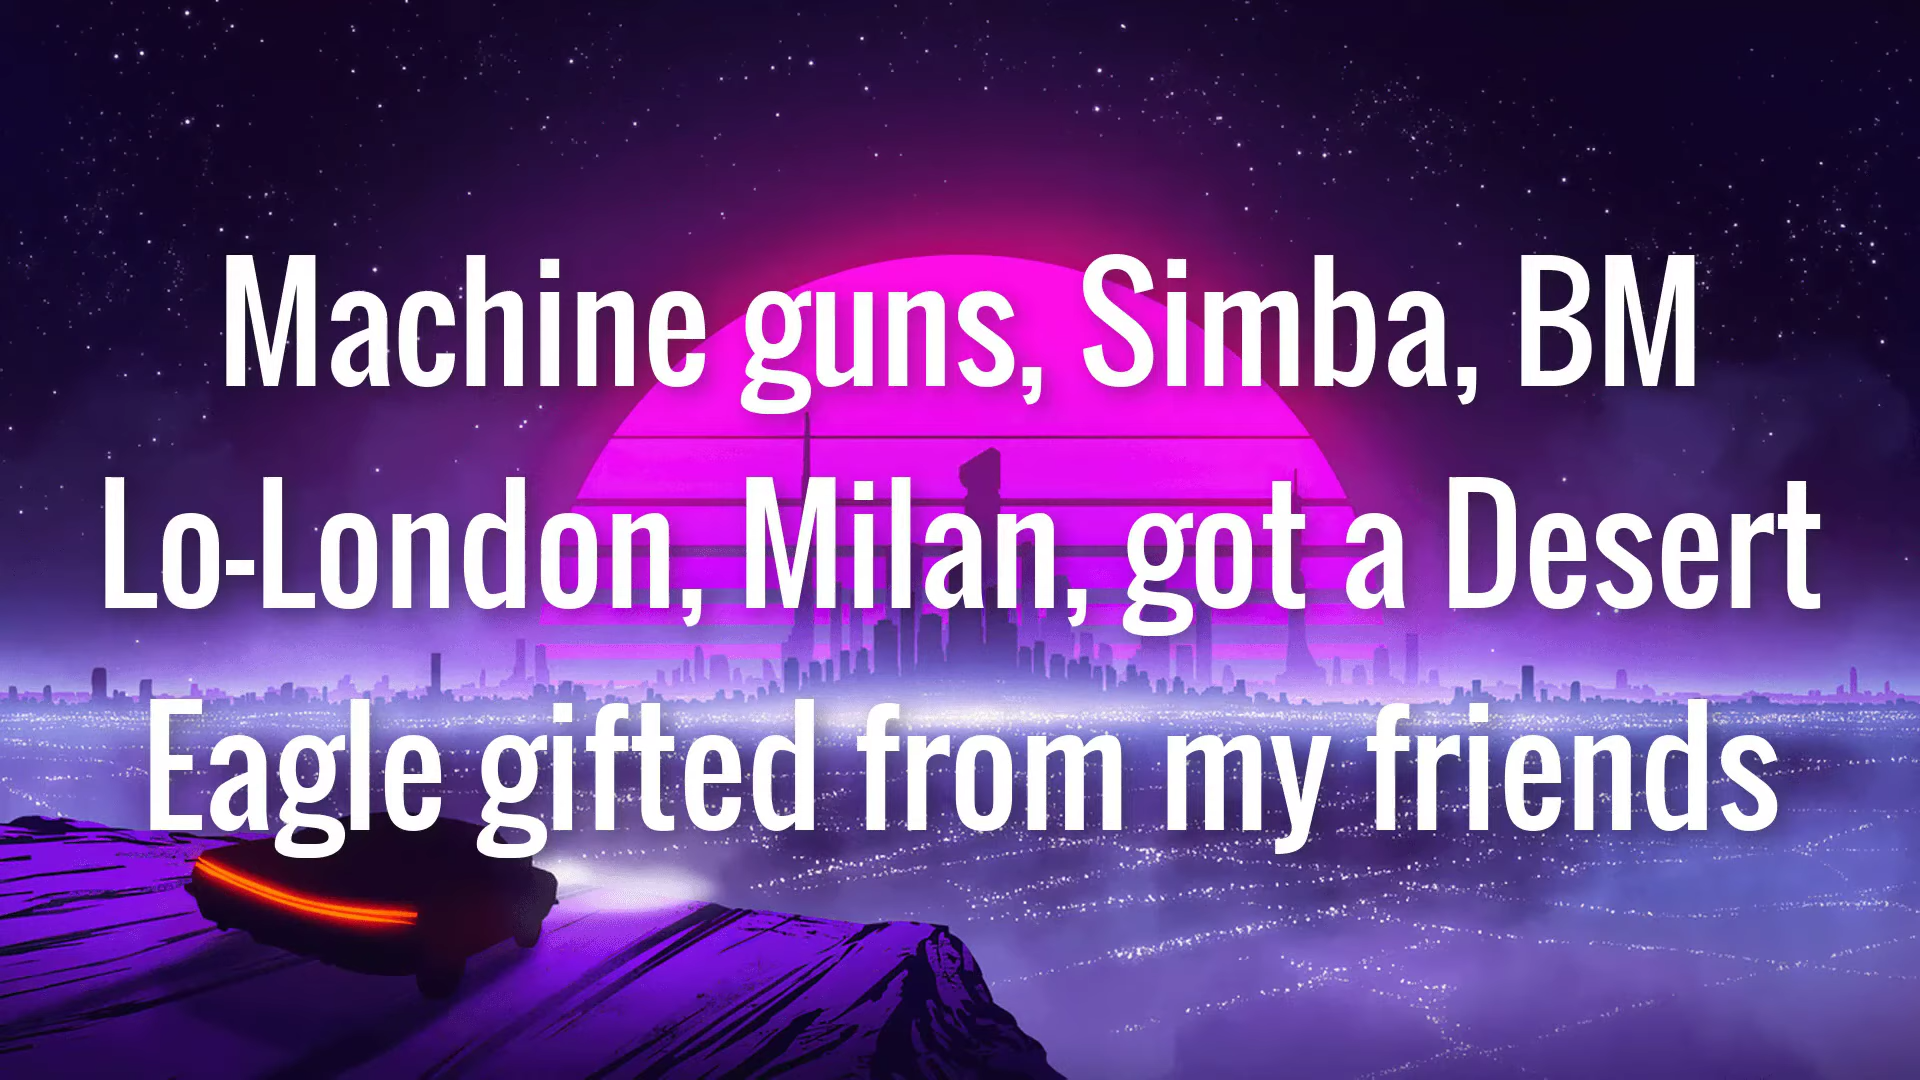 Machine guns, Simba, BM
Lo-London, Milan, got a Desert
Eagle gifted from my friends